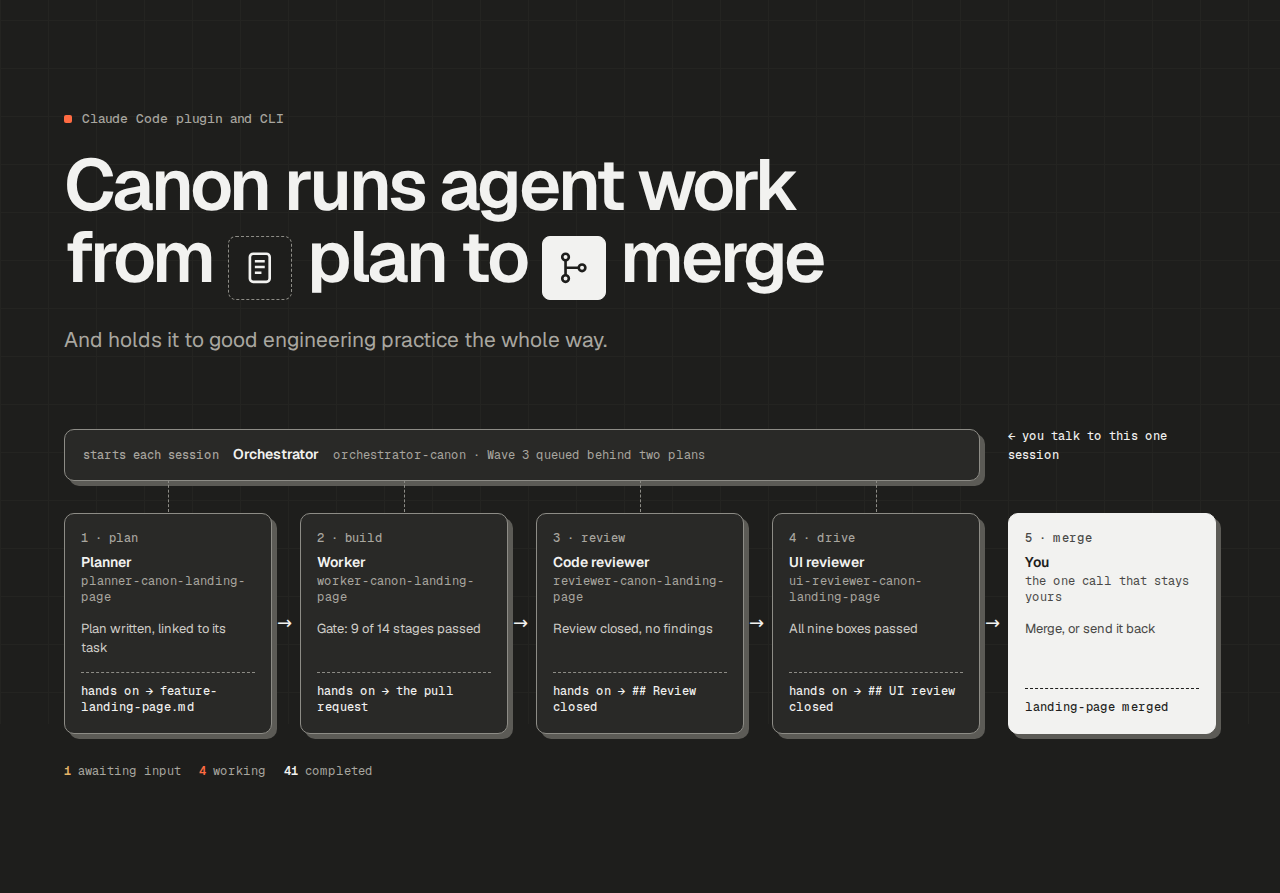 Claude Code plugin and CLI
Canon runs agent work
from plan to merge
And holds it to good engineering practice the whole way.
starts each session Orchestrator orchestrator-canon · Wave 3 queued behind two plans
← you talk to this one
session
1 · plan
Planner
planner-canon-landing-
page
Plan written, linked to its
task
hands on → feature-
landing-page.md
→
2 · build
Worker
worker-canon-landing-
page
Gate: 9 of 14 stages passed
hands on → the pull
request
→
3 · review
Code reviewer
reviewer-canon-landing-
page
Review closed, no findings
hands on → ## Review
closed
→
4 · drive
UI reviewer
ui-reviewer-canon-
landing-page
All nine boxes passed
hands on → ## UI review
closed
→
5 · merge
You
the one call that stays
yours
Merge, or send it back
landing-page merged
1 awaiting input 4 working 41 completed